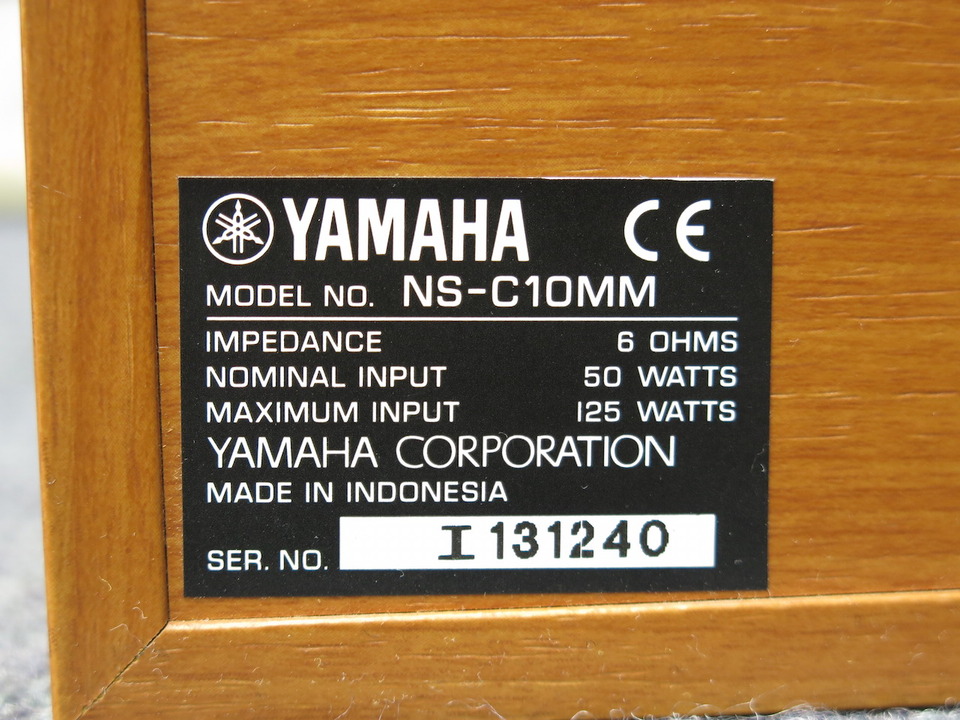 YAMAHA CE
MODEL NO. NS-C10MM
IMPEDANCE 6 OHMS
NOMINAL INPUT 50 WATTS
MAXIMUM INPUT 125 WATTS
YAMAHA CORPORATION
MADE IN INDONESIA
SER. NO. I 131240